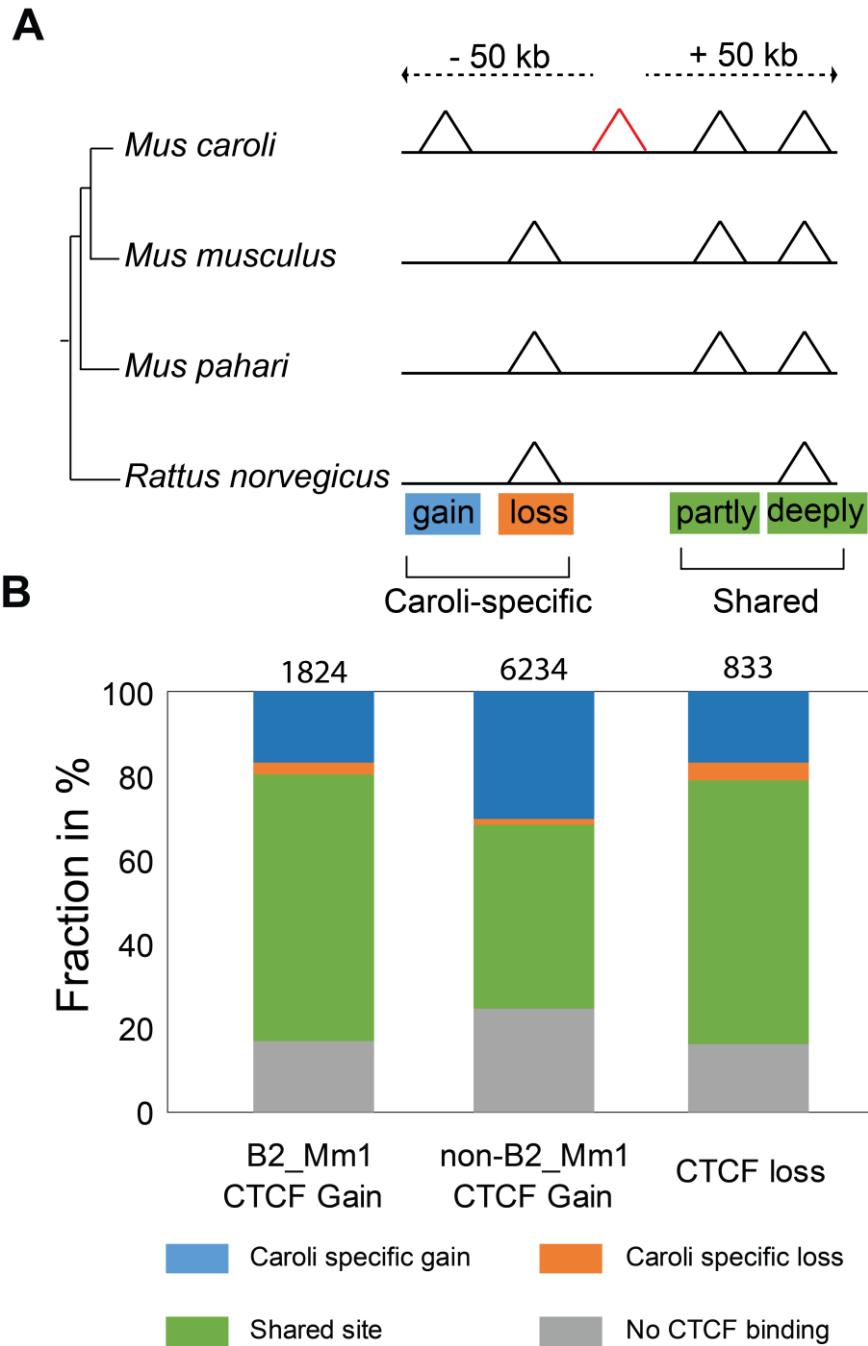 A
- 50 kb
+ 50 kb
Mus caroli
Mus musculus
Mus pahari
Rattus norvegicus
gain
loss
partly
deeply
Caroli-specific
Shared
B
1824
6234
833
100
80
60
40
20
0
Fraction in %
B2_Mm1
CTCF Gain
non-B2_Mm1
CTCF Gain
CTCF loss
Caroli specific gain
Caroli specific loss
Shared site
No CTCF binding